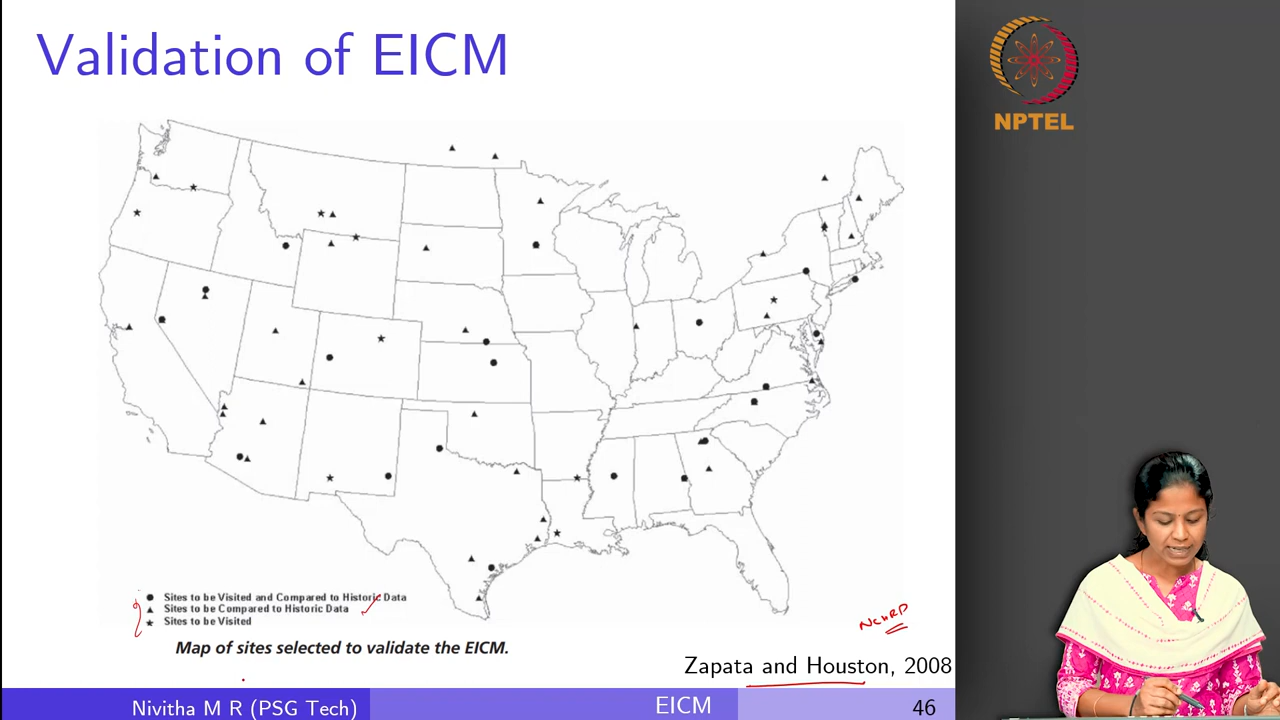 Validation of EICM
NPTEL
Sites to be Visited and Compared to Historic Data
Sites to be Compared to Historic Data
Sites to be Visited
NCHRP
Map of sites selected to validate the EICM.
Zapata and Houston, 2008
Nivitha M R (PSG Tech)
EICM
46